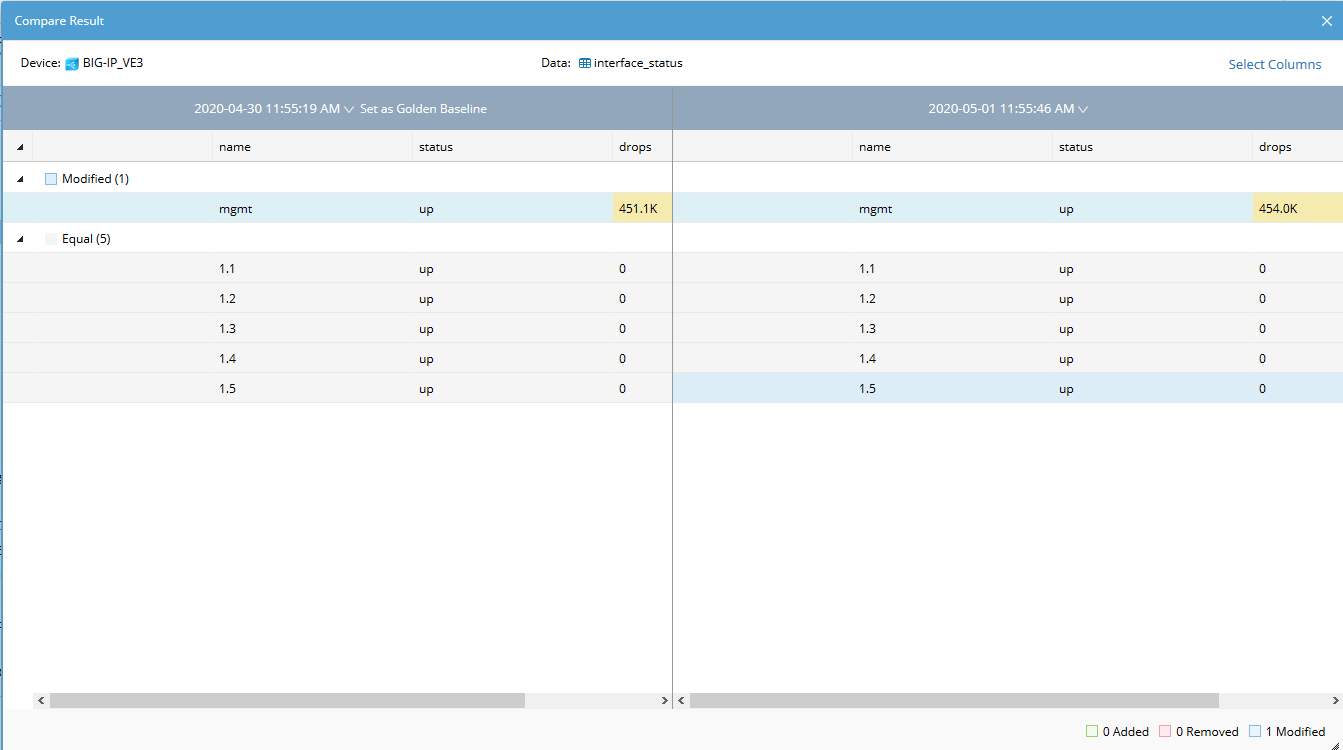 Compare Result
Device: BIG-IP_VE3 Data: interface_status Select Columns
2020-04-30 11:55:19 AM Set as Golden Baseline 2020-05-01 11:55:46 AM
name status drops name status drops
Modified (1)
mgmt up 451.1K mgmt up 454.0K
Equal (5)
1.1 up 0 1.1 up 0
1.2 up 0 1.2 up 0
1.3 up 0 1.3 up 0
1.4 up 0 1.4 up 0
1.5 up 0 1.5 up 0
0 Added 0 Removed 1 Modified